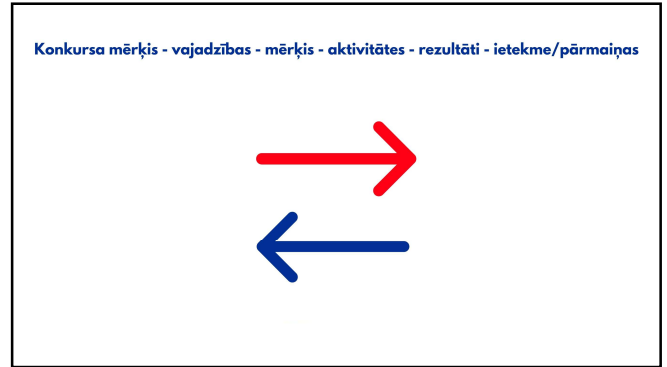 Konkursa mērķis - vajadzības - mērķis - aktivitātes - rezultāti - ietekme/pārmaiņas